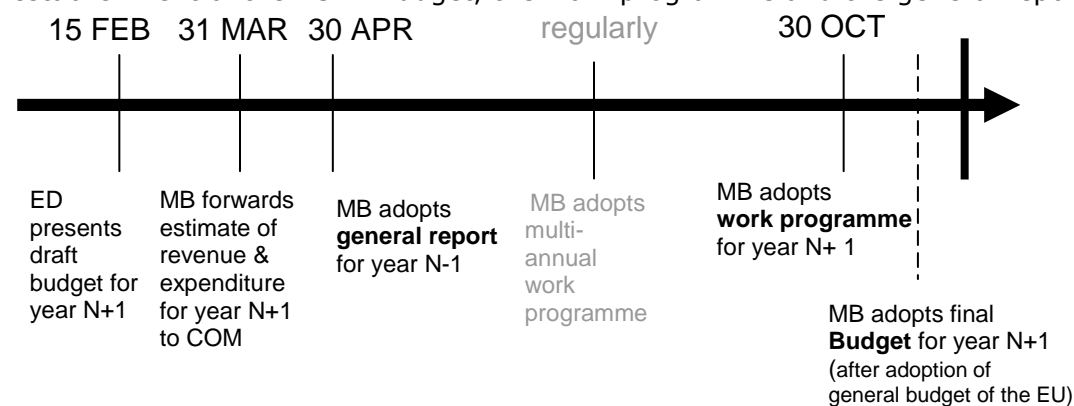 15 FEB 31 MAR 30 APR regularly 30 OCT
ED
presents
draft
budget for
year N+1
MB forwards
estimate of
revenue &
expenditure
for year N+1
to COM
MB adopts
general report
for year N-1
MB adopts
multi-
annual
work
programme
MB adopts
work programme
for year N+ 1
MB adopts final
Budget for year N+1
(after adoption of
general budget of the EU)